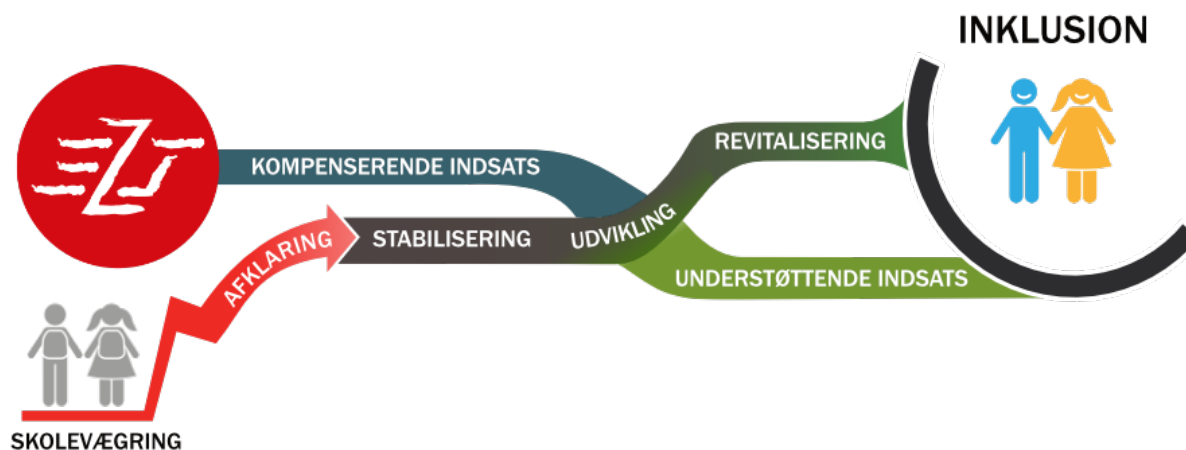 INKLUSION
REVITALISERING
KOMPENSERENDE INDSATS
AFKLARING
STABILISERING
UDVIKLING
UNDERSTØTTENDE INDSATS
SKOLEVÆGRING